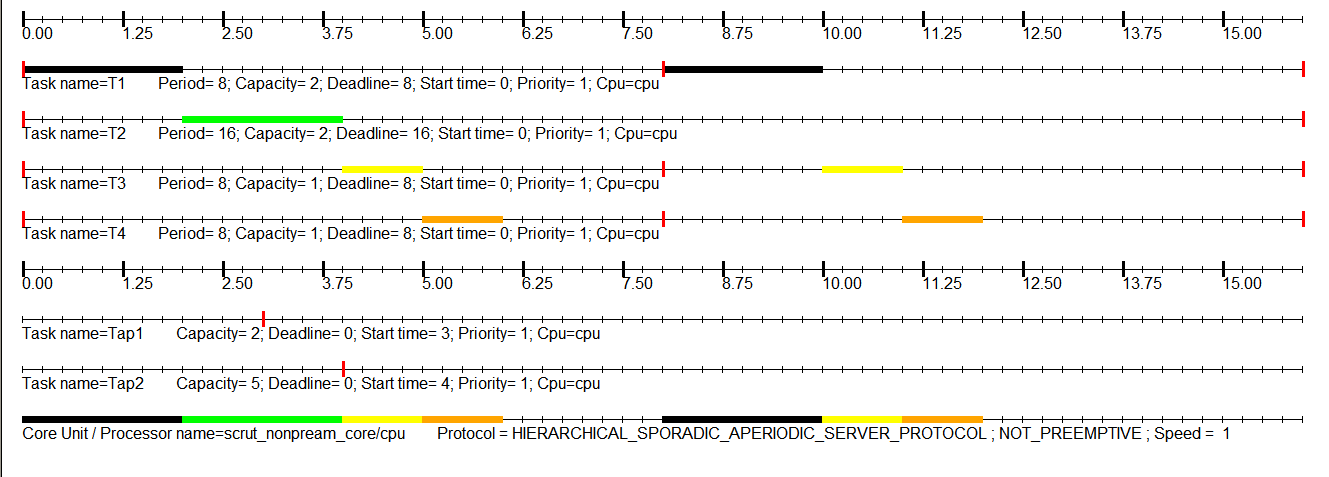 0.00 1.25 2.50 3.75 5.00 6.25 7.50 8.75 10.00 11.25 12.50 13.75 15.00
Task name=T1 Period= 8; Capacity= 2; Deadline= 8; Start time= 0; Priority= 1; Cpu=cpu
Task name=T2 Period= 16; Capacity= 2; Deadline= 16; Start time= 0; Priority= 1; Cpu=cpu
Task name=T3 Period= 8; Capacity= 1; Deadline= 8; Start time= 0; Priority= 1; Cpu=cpu
Task name=T4 Period= 8; Capacity= 1; Deadline= 8; Start time= 0; Priority= 1; Cpu=cpu
0.00 1.25 2.50 3.75 5.00 6.25 7.50 8.75 10.00 11.25 12.50 13.75 15.00
Task name=Tap1 Capacity= 2; Deadline= 0; Start time= 3; Priority= 1; Cpu=cpu
Task name=Tap2 Capacity= 5; Deadline= 0; Start time= 4; Priority= 1; Cpu=cpu
Core Unit / Processor name=scrut_nonpream_core/cpu Protocol = HIERARCHICAL_SPORADIC_APERIODIC_SERVER_PROTOCOL ; NOT_PREEMPTIVE ; Speed = 1